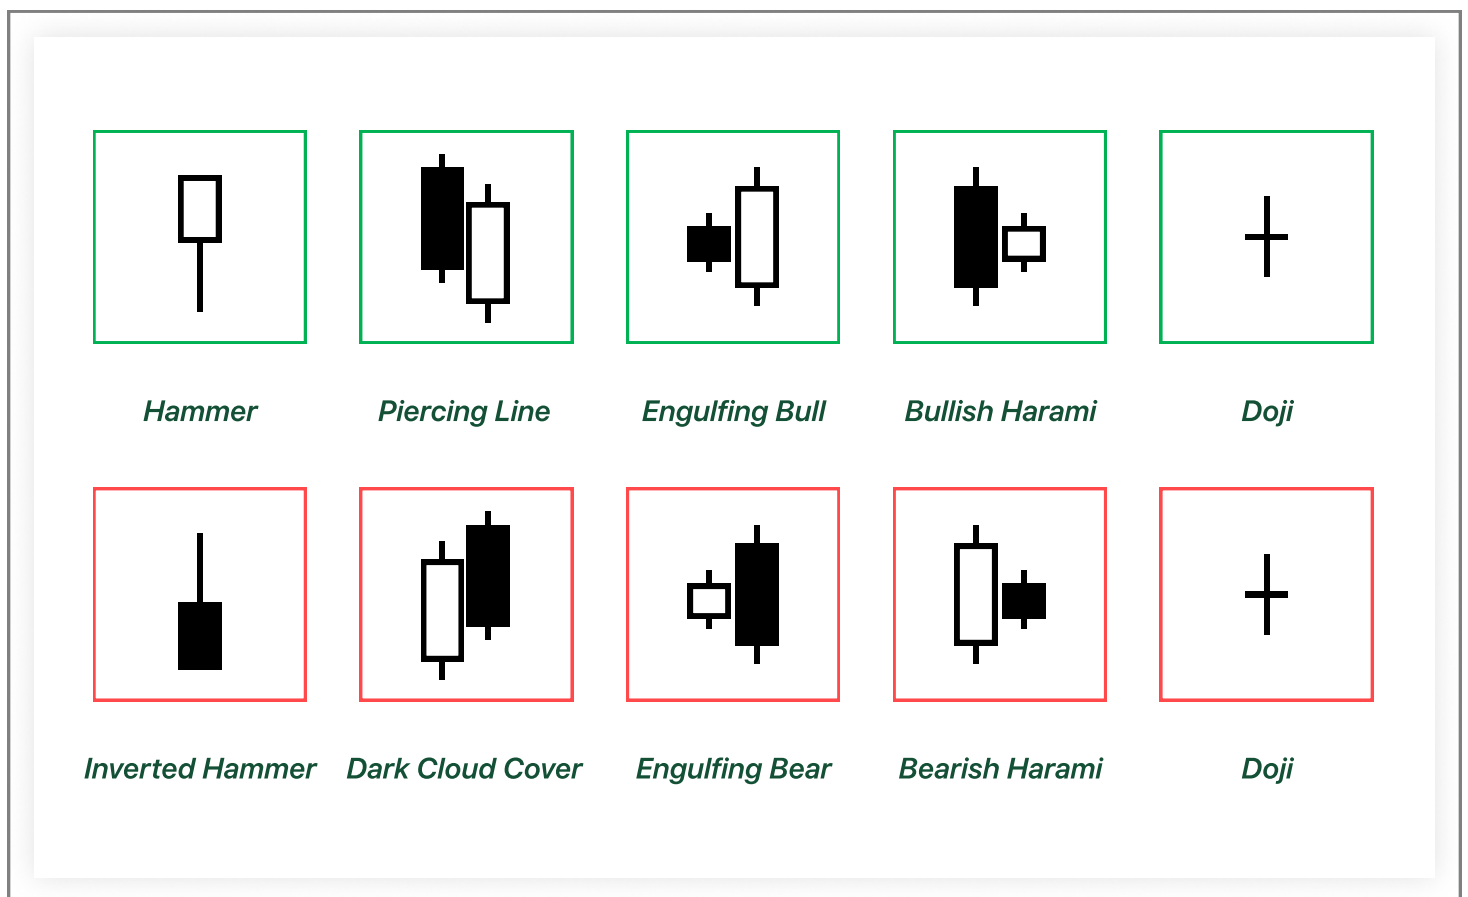 Hammer
Piercing Line
Engulfing Bull
Bullish Harami
Doji
Inverted Hammer
Dark Cloud Cover
Engulfing Bear
Bearish Harami
Doji